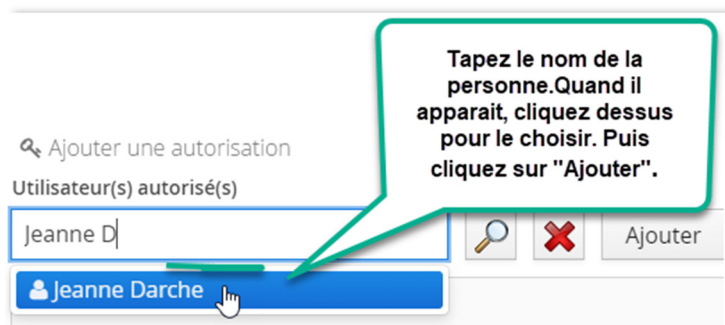 Tapez le nom de la
personne.Quand il
apparait, cliquez dessus
pour le choisir. Puis
cliquez sur "Ajouter".
Ajouter une autorisation
Utilisateur(s) autorisé(s)
Jeanne D
Ajouter
Jeanne Darche